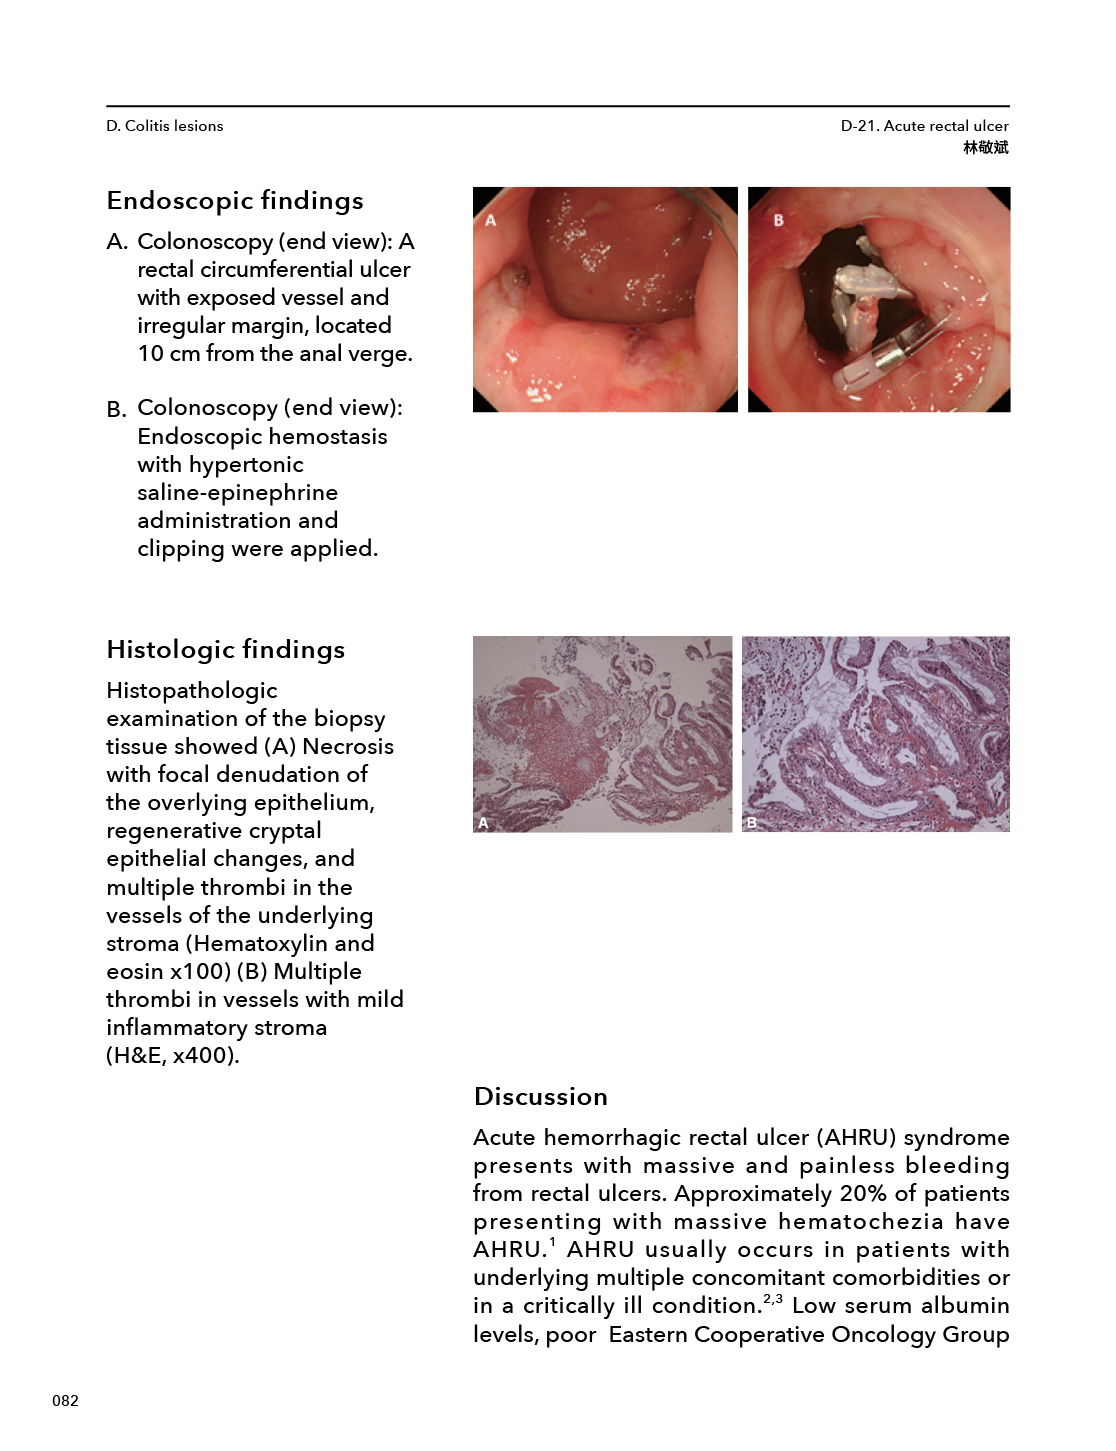 D. Colitis lesions
D-21. Acute rectal ulcer
林敬斌
Endoscopic findings
A. Colonoscopy (end view): A
rectal circumferential ulcer
with exposed vessel and
irregular margin, located
10 cm from the anal verge.
B. Colonoscopy (end view):
Endoscopic hemostasis
with hypertonic
saline-epinephrine
administration and
clipping were applied.
A
B
Histologic findings
Histopathologic
examination of the biopsy
tissue showed (A) Necrosis
with focal denudation of
the overlying epithelium,
regenerative cryptal
epithelial changes, and
multiple thrombi in the
vessels of the underlying
stroma (Hematoxylin and
eosin x100) (B) Multiple
thrombi in vessels with mild
inflammatory stroma
(H&E, x400).
A
B
Discussion
Acute hemorrhagic rectal ulcer (AHRU) syndrome
presents with massive and painless bleeding
from rectal ulcers. Approximately 20% of patients
presenting with massive hematochezia have
AHRU.1 AHRU usually occurs in patients with
underlying multiple concomitant comorbidities or
in a critically ill condition.2,3 Low serum albumin
levels, poor Eastern Cooperative Oncology Group
082